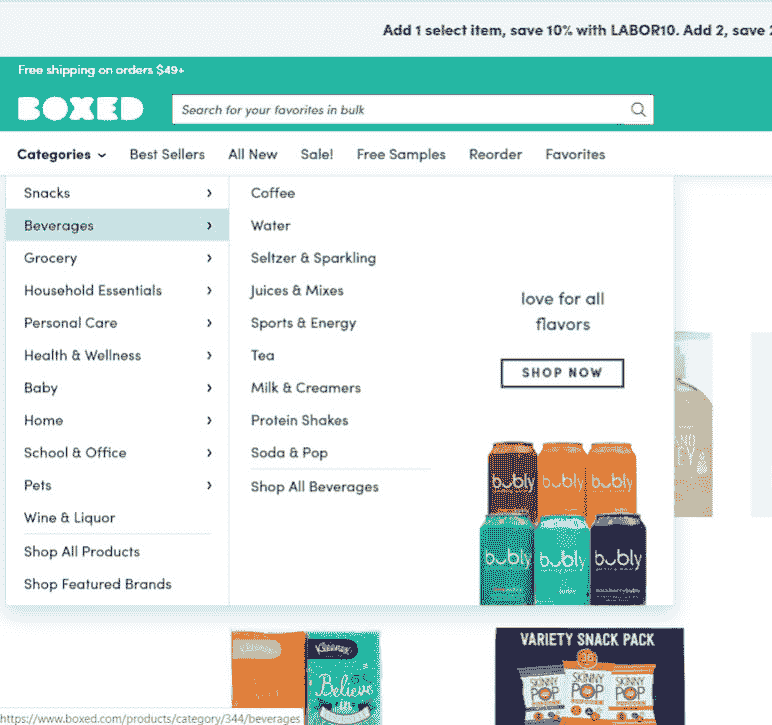 Add 1 select item, save 10% with LABOR10. Add 2, save 2
Free shipping on orders $49+
BOXED
Search for your favorites in bulk
Categories
Best Sellers
All New
Sale!
Free Samples
Reorder
Favorites
Snacks
Beverages
Grocery
Household Essentials
Personal Care
Health & Wellness
Baby
Home
School & Office
Pets
Wine & Liquor
Shop All Products
Shop Featured Brands
Coffee
Water
Seltzer & Sparkling
Juices & Mixes
Sports & Energy
Tea
Milk & Creamers
Protein Shakes
Soda & Pop
Shop All Beverages
love for all
flavors
SHOP NOW
bubly
bubly
bubly
bubly
bubly
bubly
Kleenex
Kleenex
Believe
VARIETY SNACK PACK
SKINNY
POP
SKINNY
POP
SKINNY
POP
https://www.boxed.com/products/category/344/beverages